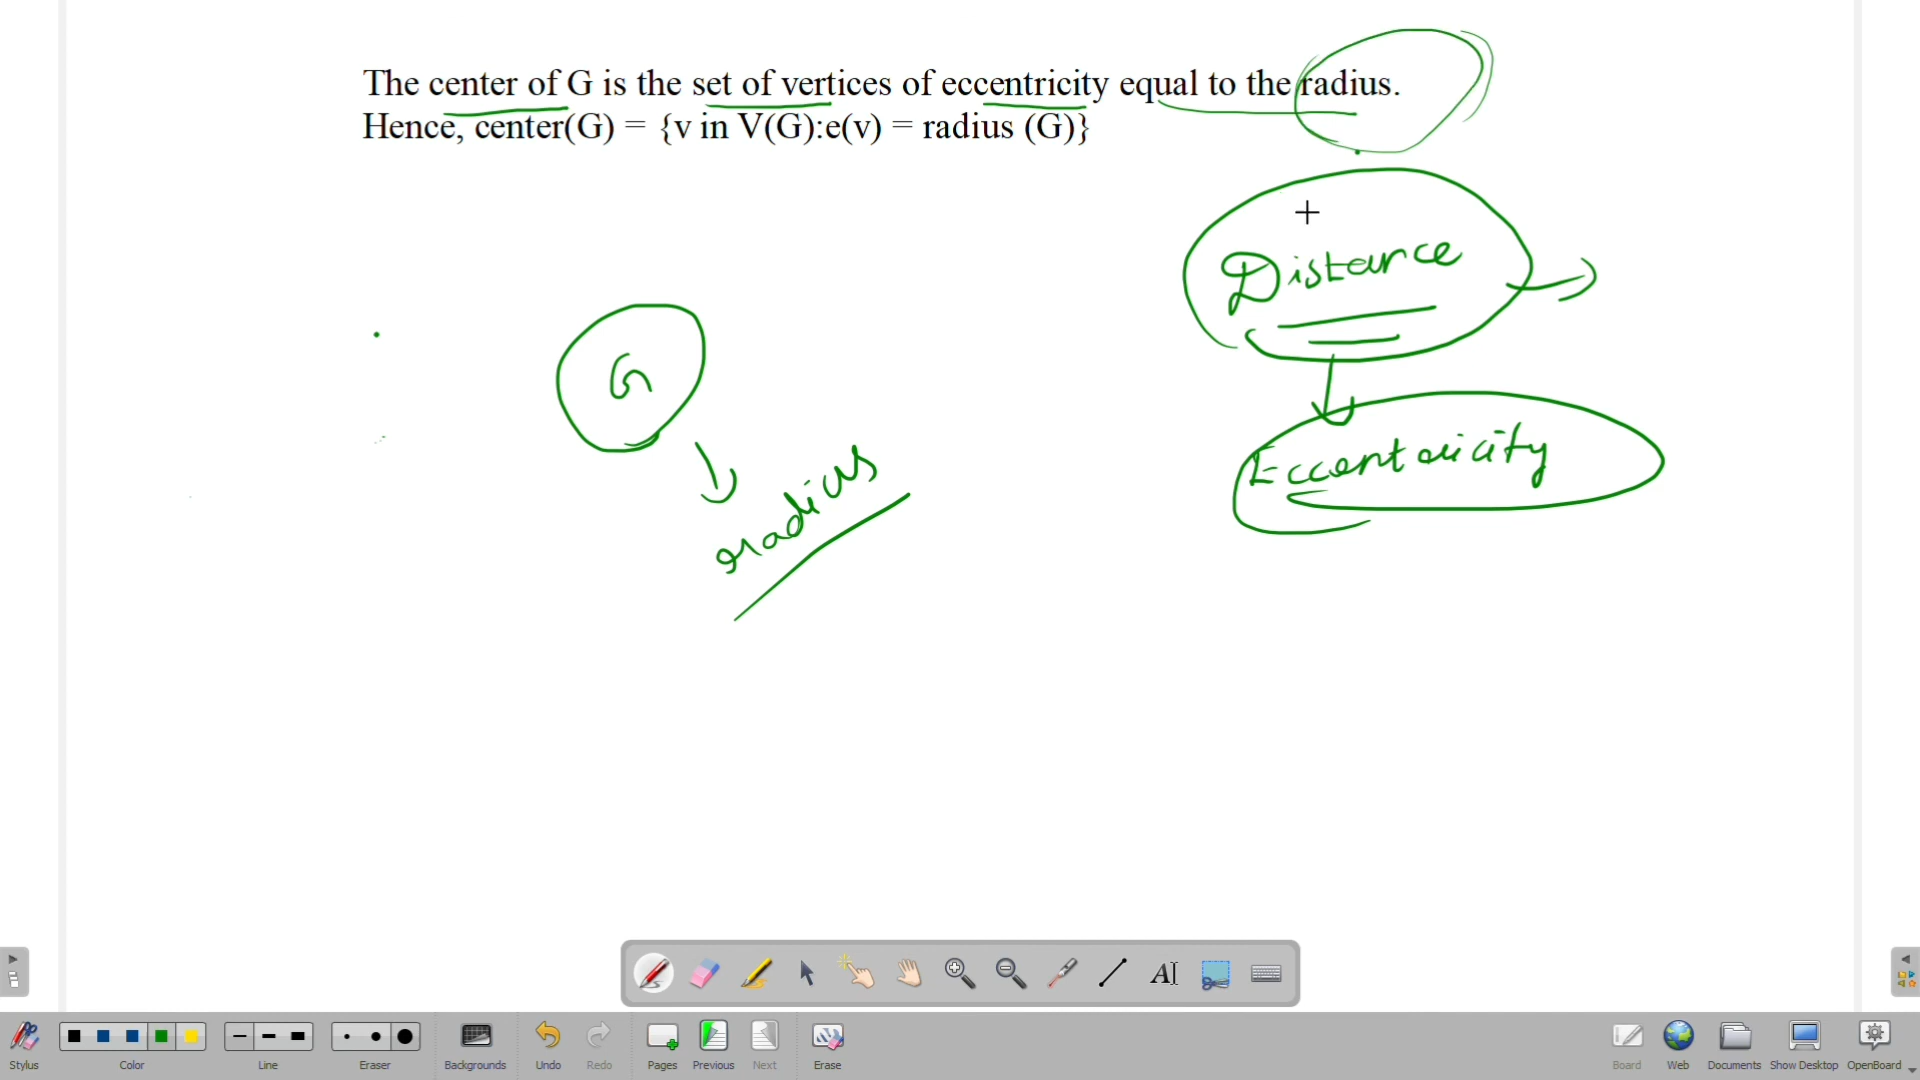 The center of G is the set of vertices of eccentricity equal to the radius.
Hence, center(G) = {v in V(G):e(v) = radius (G)}
Distance
G
radius
Eccentricity
Stylus
Color
Line
Eraser
Backgrounds
Undo
Redo
Pages
Previous
Next
Erase
Board
Web
Documents
Show Desktop
OpenBoard